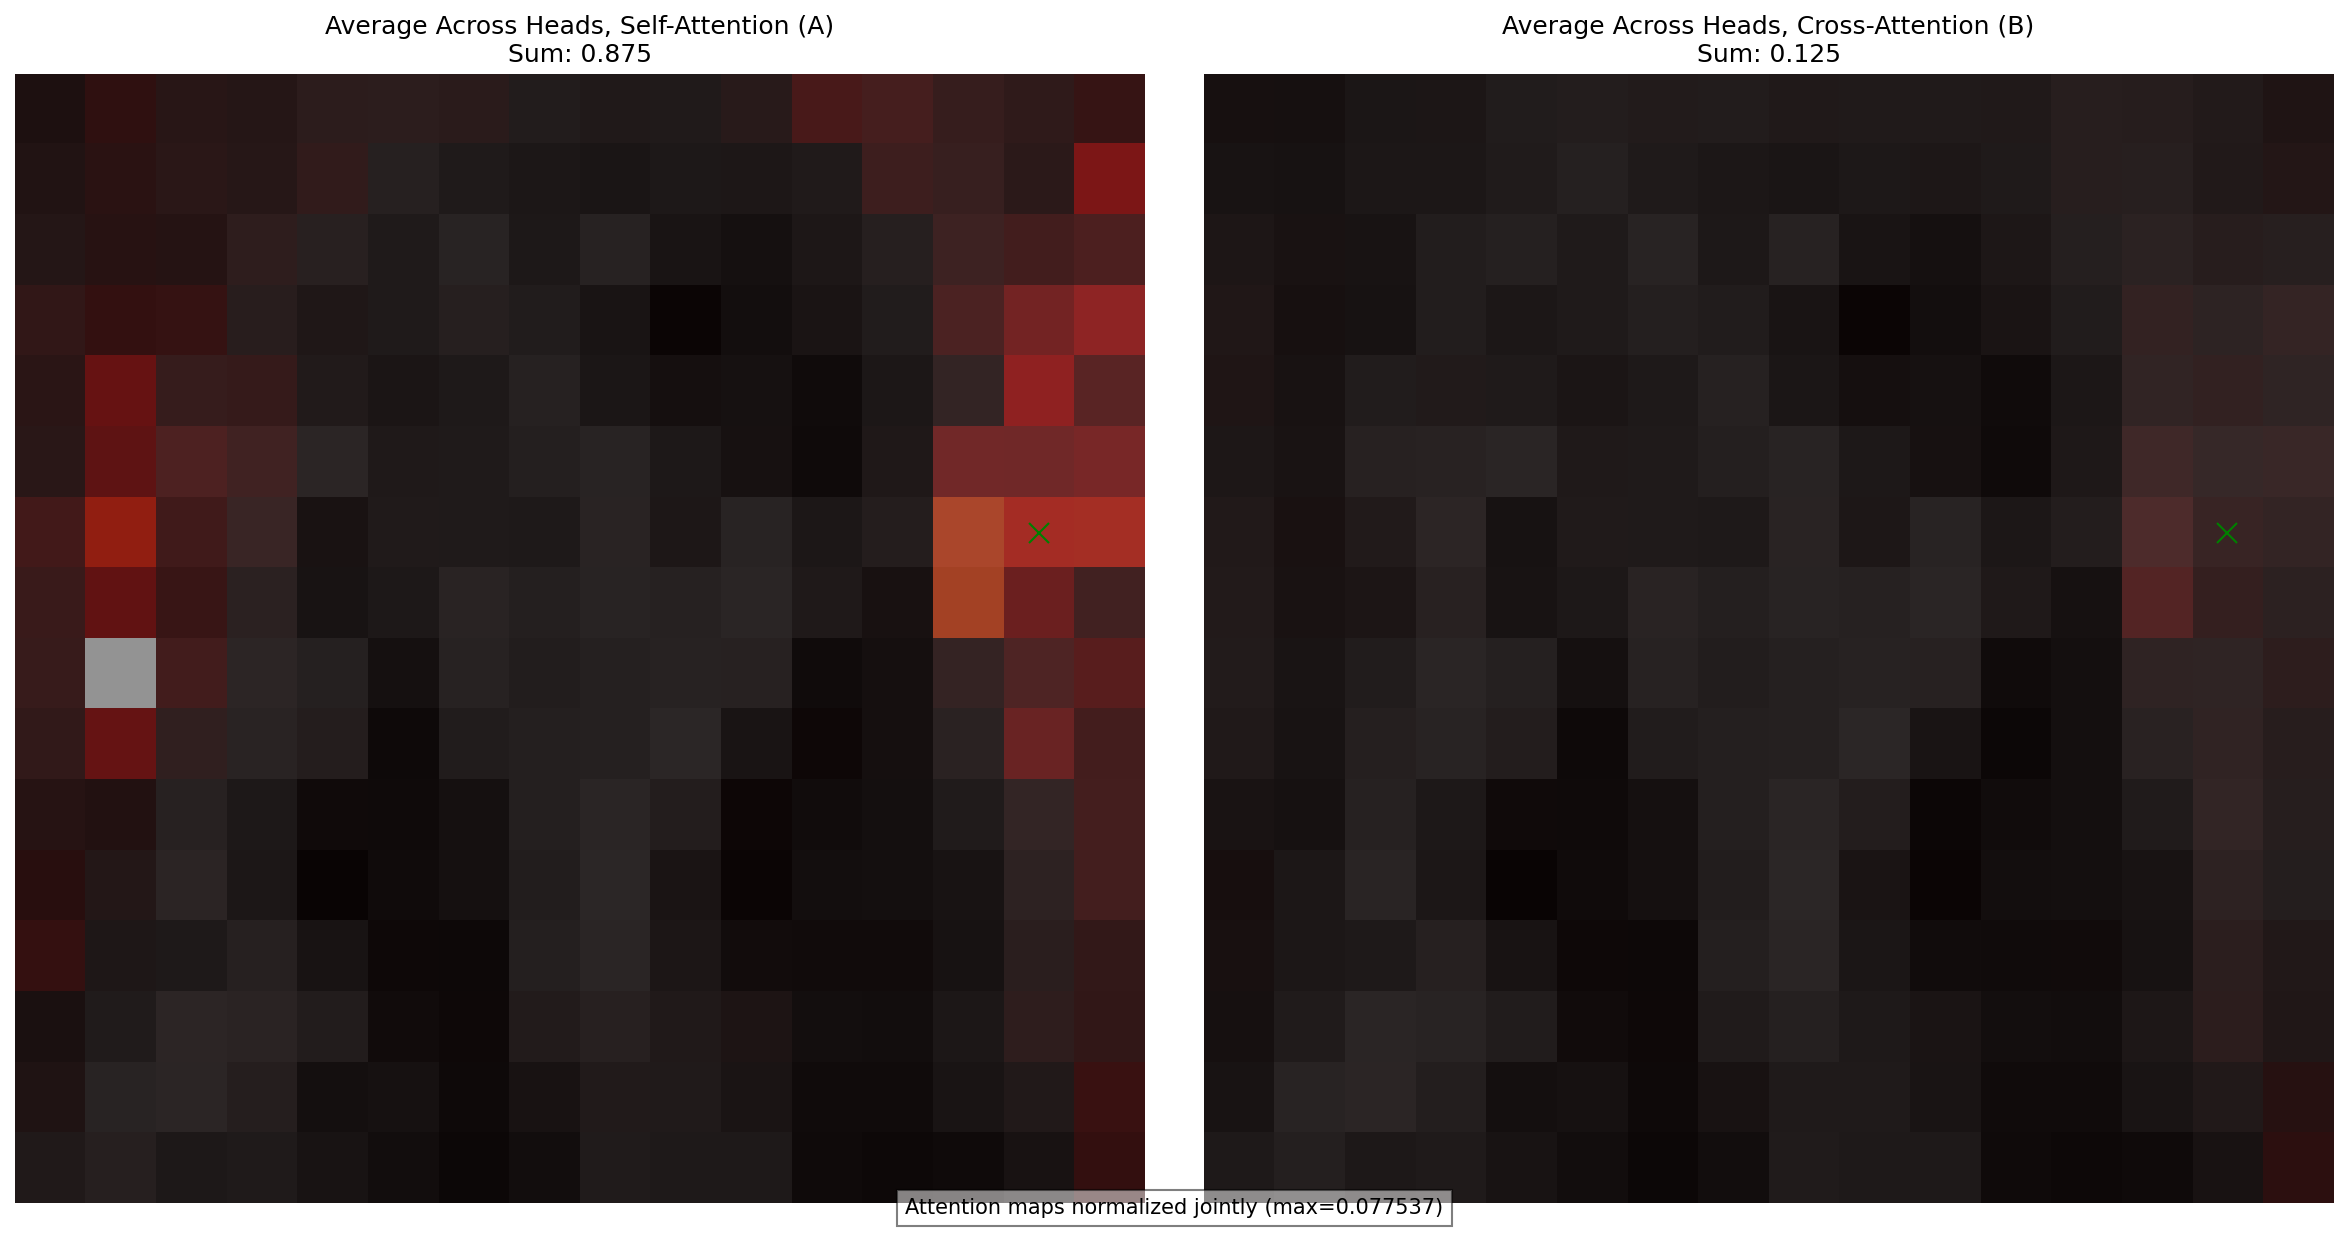 Average Across Heads, Self-Attention (A)
Sum: 0.875
Average Across Heads, Cross-Attention (B)
Sum: 0.125
Attention maps normalized jointly (max=0.077537)